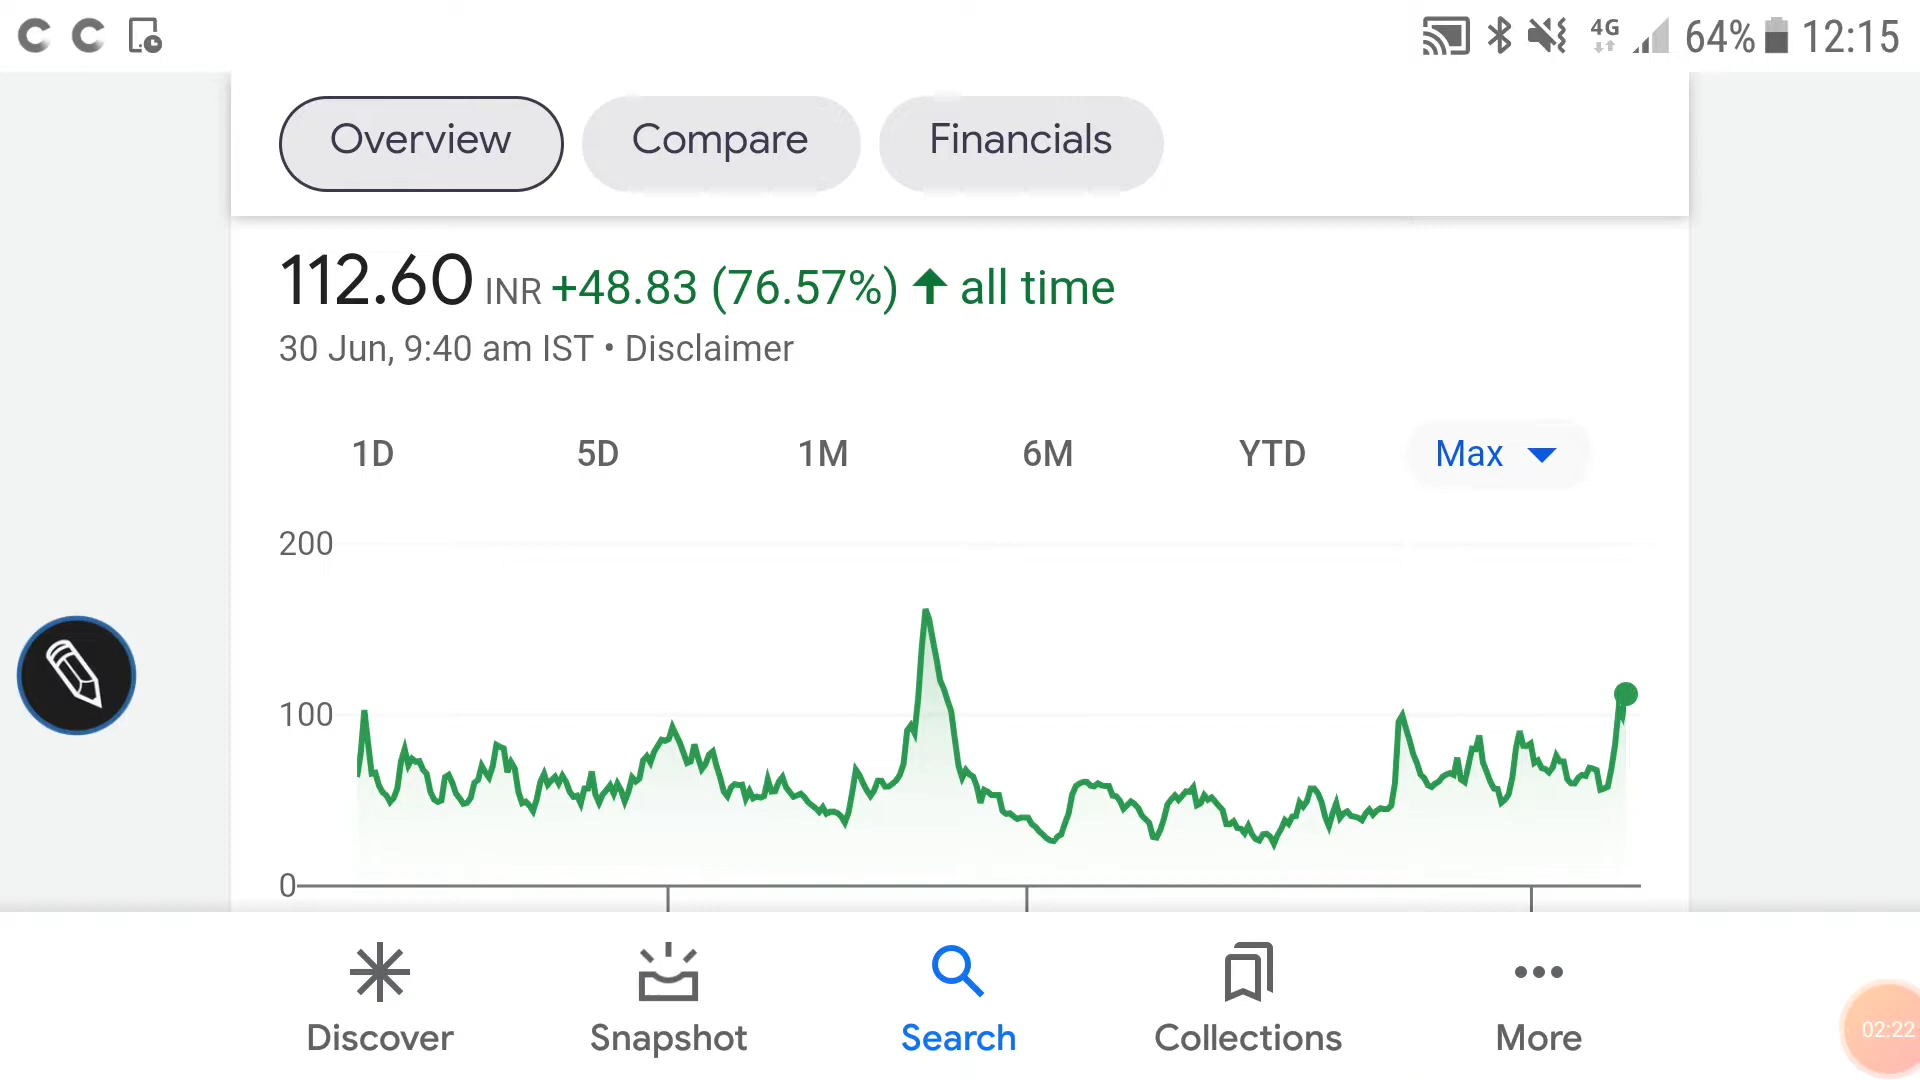 4G 64% 12:15
Overview Compare Financials
112.60 INR +48.83 (76.57%) ↑ all time
30 Jun, 9:40 am IST • Disclaimer
1D 5D 1M 6M YTD Max
200
100
0
Discover Snapshot Search Collections More
02:22